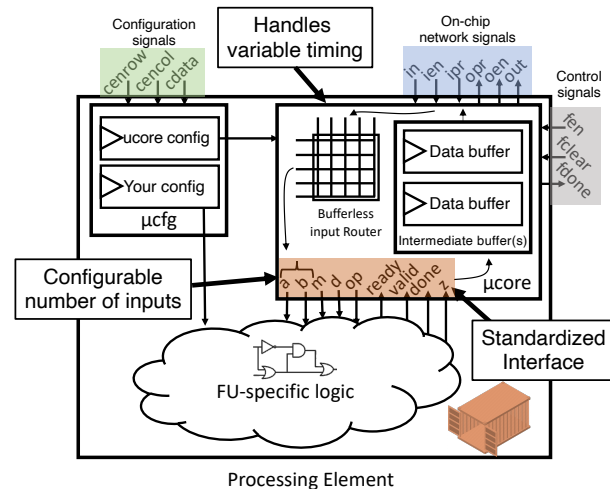 Configuration
signals
Handles
variable timing
On-chip
network signals
Control
signals
cenrow
cencol
cdata
in
ien
ipr
opr
oen
out
fen
fclear
fdone
ucore config
Your config
μcfg
Bufferless
input Router
Data buffer
Data buffer
Intermediate buffer(s)
μcore
Configurable
number of inputs
a
b
m
d
op
ready
valid
done
z
Standardized
Interface
FU-specific logic
Processing Element